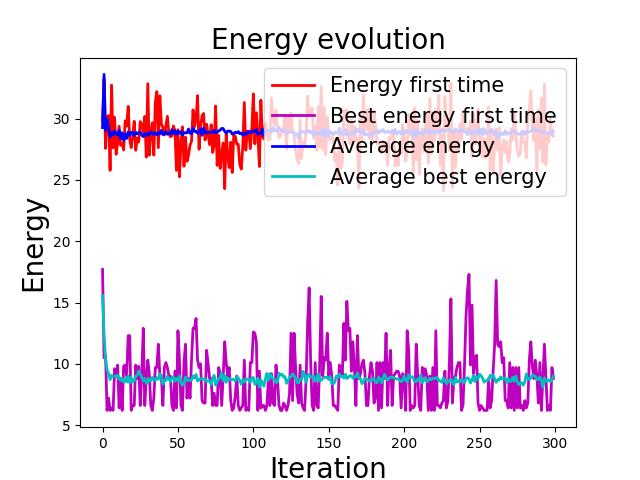 Energy evolution
Energy first time
Best energy first time
Average energy
Average best energy
Energy
30
25
20
15
10
5
0 50 100 150 200 250 300
Iteration